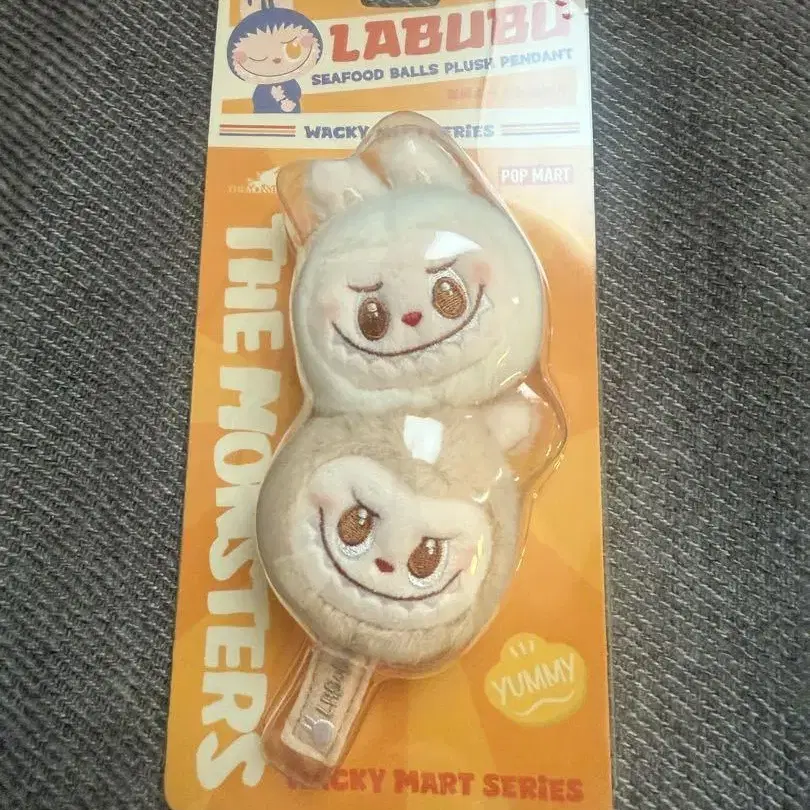 LABUBU
SEAFOOD BALLS PLUSH PENDANT
WACKY MART SERIES
POP MART
THE MONSTERS
YUMMY
WACKY MART SERIES